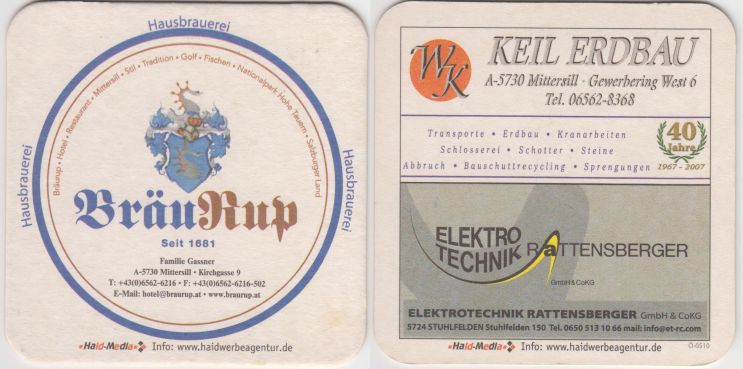 Hausbrauerei
Hausbrauerei
Hausbrauerei
Bräurup • Hotel • Restaurant • Mittersill • Stil • Tradition • Golf • Fischen • Nationalpark Hohe Tauern • Salzburger Land
BräuRup
Seit 1681
Familie Gassner
A-5730 Mittersill • Kirchgasse 9
T: +43(0)6562-6216 • F: +43(0)6562-6216-502
E-Mail: hotel@braurup.at • www.braurup.at
•Haid-Media• Info: www.haidwerbeagentur.de
WK
KEIL ERDBAU
A-5730 Mittersill · Gewerbering West 6
Tel. 06562-8368
Transporte • Erdbau • Kranarbeiten
Schlosserei • Schotter • Steine
Abbruch • Bauschuttrecycling • Sprengungen
40
Jahre
1967 - 2007
ELEKTRO
TECHNIK RATTENSBERGER
GmbH & CoKG
ELEKTROTECHNIK RATTENSBERGER GmbH & CoKG
5724 STUHLFELDEN Stuhlfelden 150 Tel. 0650 513 10 66 mail: info@et-rc.com
•Haid-Media• Info: www.haidwerbeagentur.de
Ö-0510